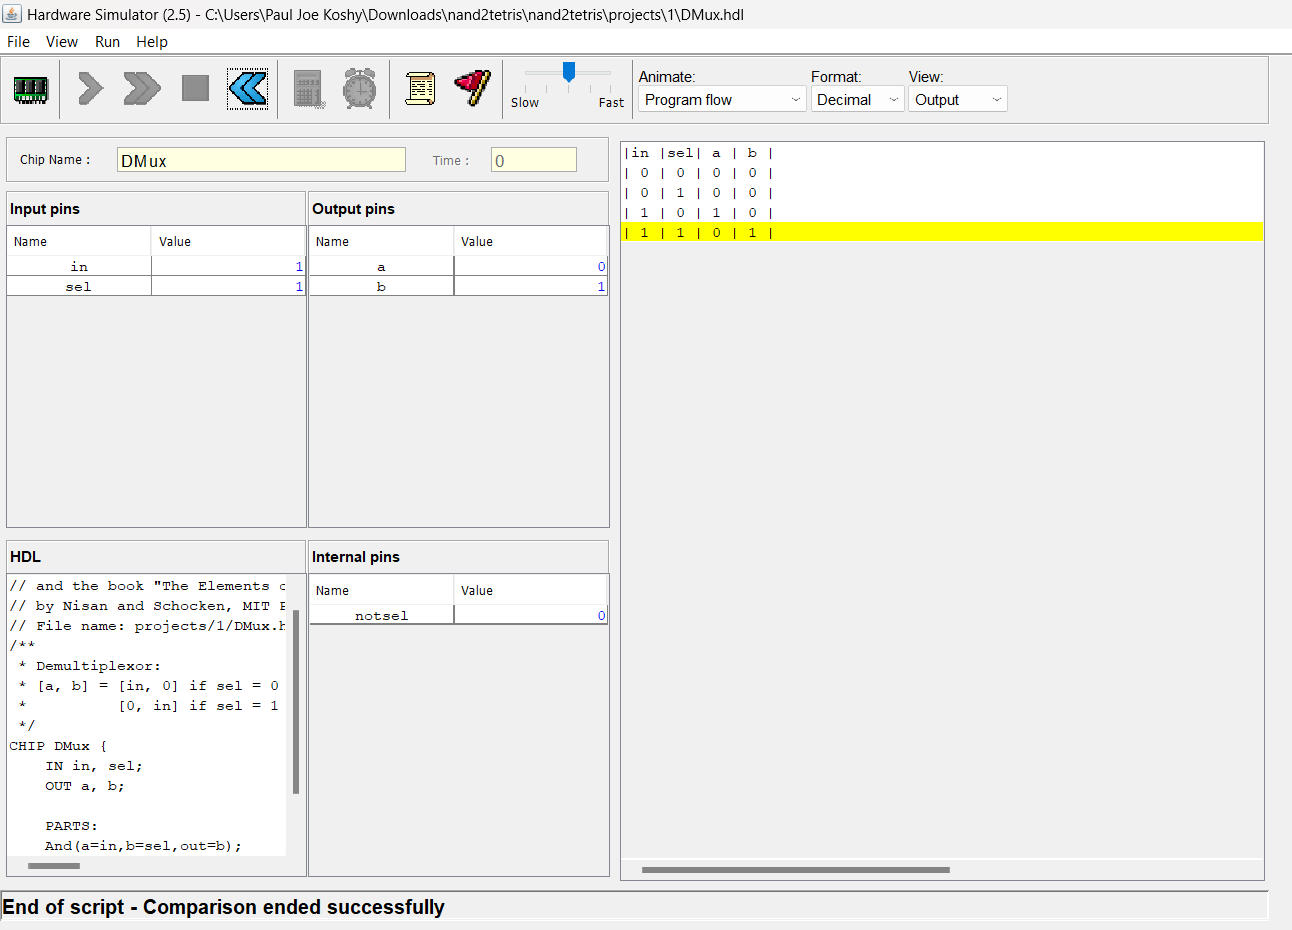 Hardware Simulator (2.5) - C:\Users\Paul Joe Koshy\Downloads\nand2tetris\nand2tetris\projects\1\DMux.hdl
File View Run Help
Slow Fast
Animate: Format: View:
Program flow Decimal Output
Chip Name : DMux Time : 0
Input pins
Name Value
in 1
sel 1
Output pins
Name Value
a 0
b 1
|in |sel| a | b |
| 0 | 0 | 0 | 0 |
| 0 | 1 | 0 | 0 |
| 1 | 0 | 1 | 0 |
| 1 | 1 | 0 | 1 |
HDL
// and the book "The Elements
// by Nisan and Schocken, MIT
// File name: projects/1/DMux.h
/**
* Demultiplexor:
* [a, b] = [in, 0] if sel = 0
* [0, in] if sel = 1
*/
CHIP DMux {
IN in, sel;
OUT a, b;
PARTS:
And(a=in,b=sel,out=b);
Internal pins
Name Value
notsel 0
End of script - Comparison ended successfully